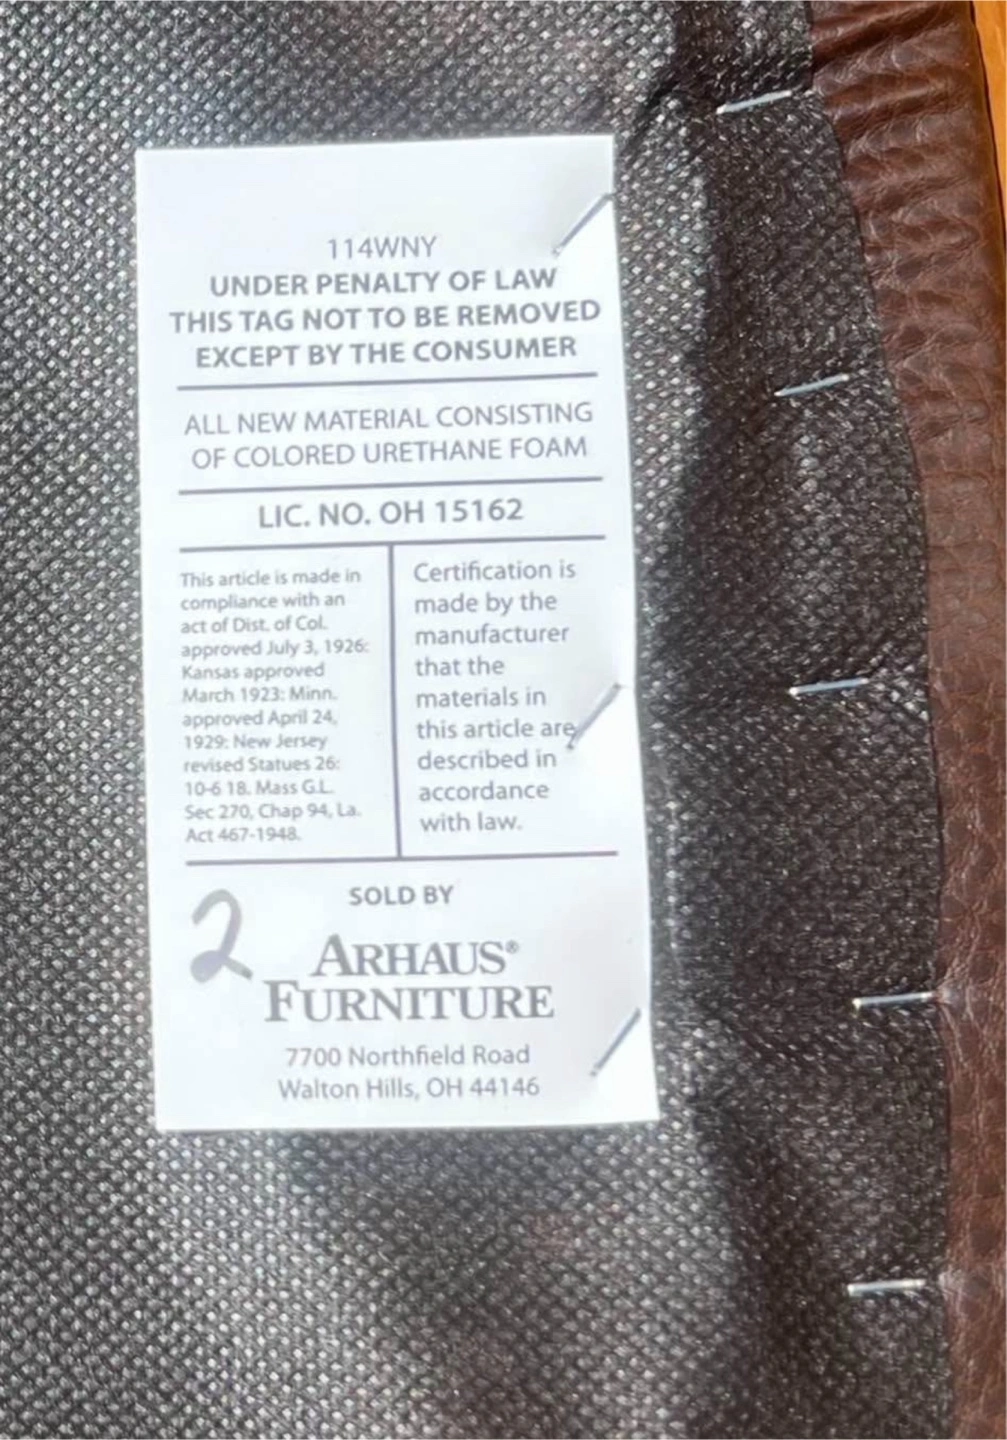 114WNY
UNDER PENALTY OF LAW
THIS TAG NOT TO BE REMOVED
EXCEPT BY THE CONSUMER
ALL NEW MATERIAL CONSISTING
OF COLORED URETHANE FOAM
LIC. NO. OH 15162
This article is made in
compliance with an
act of Dist. of Col.
approved July 3, 1926:
Kansas approved
March 1923: Minn.
approved April 24,
1929: New Jersey
revised Statues 26:
10-6 18. Mass G.L.
Sec 270, Chap 94, La.
Act 467-1948.
Certification is
made by the
manufacturer
that the
materials in
this article are
described in
accordance
with law.
SOLD BY
2
ARHAUS®
FURNITURE
7700 Northfield Road
Walton Hills, OH 44146